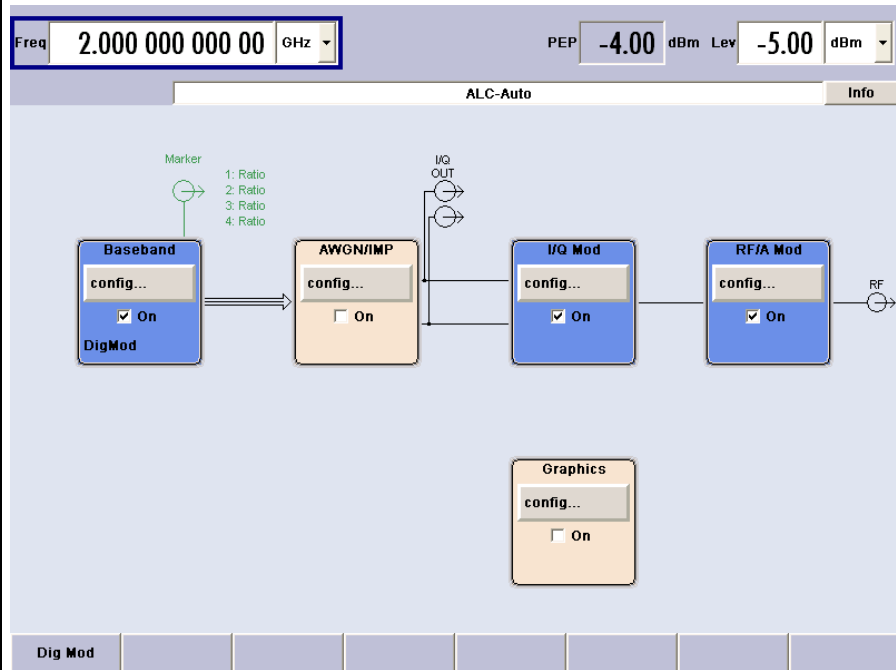 Freq 2.000 000 000 00 GHz PEP -4.00 dBm Lev -5.00 dBm
ALC-Auto Info
Marker
1: Ratio
2: Ratio
3: Ratio
4: Ratio
I/Q
OUT
Baseband
config...
On
DigMod
AWGN/IMP
config...
On
I/Q Mod
config...
On
RF/A Mod
config...
On
RF
Graphics
config...
On
Dig Mod